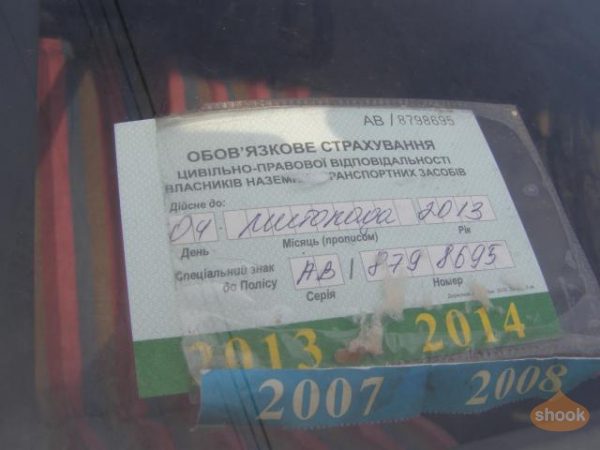 АВ / 8798695
ОБОВ'ЯЗКОВЕ СТРАХУВАННЯ
ЦИВІЛЬНО-ПРАВОВОЇ ВІДПОВІДАЛЬНОСТІ
ВЛАСНИКІВ НАЗЕМНИХ ТРАНСПОРТНИХ ЗАСОБІВ
Дійсне до:
04 листопада 2013
День Місяць (прописом) Рік
Спеціальний знак до Полісу АВ / 879 8695
Серія Номер
2013 2014
2007 2008
shook